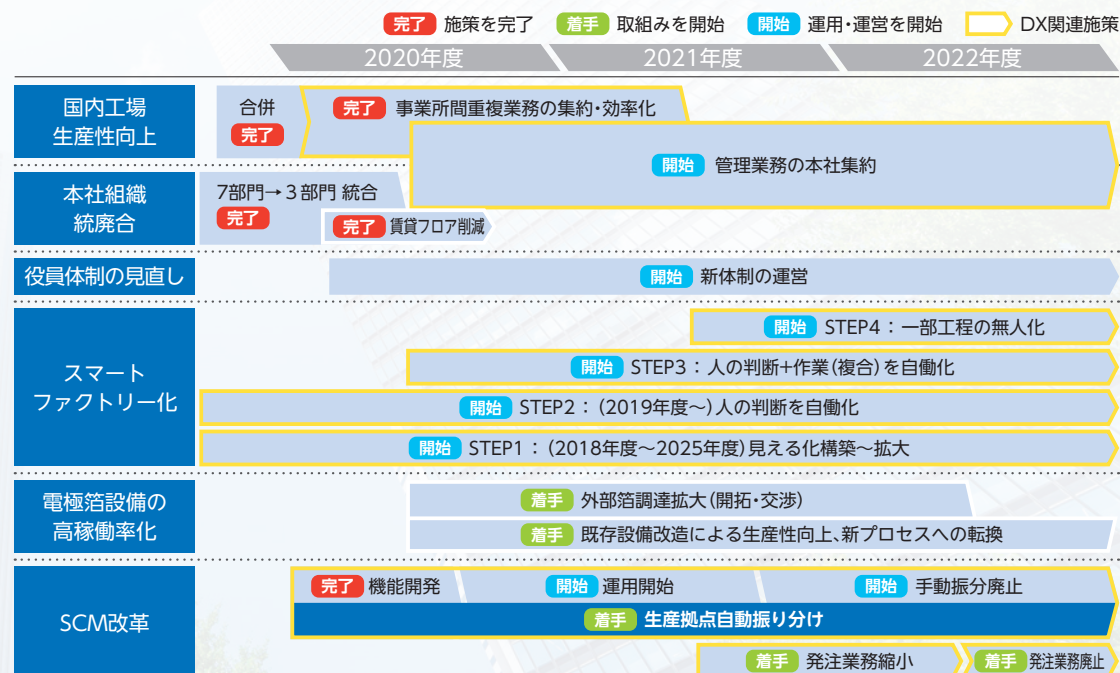 完了 施策を完了 着手 取組みを開始 開始 運用・運営を開始 DX関連施策
2020年度 2021年度 2022年度
国内工場
生産性向上
合併
完了
完了 事業所間重複業務の集約・効率化
開始 管理業務の本社集約
本社組織
統廃合
7部門→3部門 統合
完了
完了 賃貸フロア削減
役員体制の見直し
開始 新体制の運営
スマート
ファクトリー化
開始 STEP4：一部工程の無人化
開始 STEP3：人の判断+作業(複合)を自働化
開始 STEP2：(2019年度～)人の判断を自働化
開始 STEP1：(2018年度～2025年度)見える化構築～拡大
電極箔設備の
高稼働率化
着手 外部箔調達拡大(開拓・交渉)
着手 既存設備改造による生産性向上、新プロセスへの転換
SCM改革
完了 機能開発 開始 運用開始 開始 手動振分廃止
着手 生産拠点自動振り分け
着手 発注業務縮小 着手 発注業務廃止